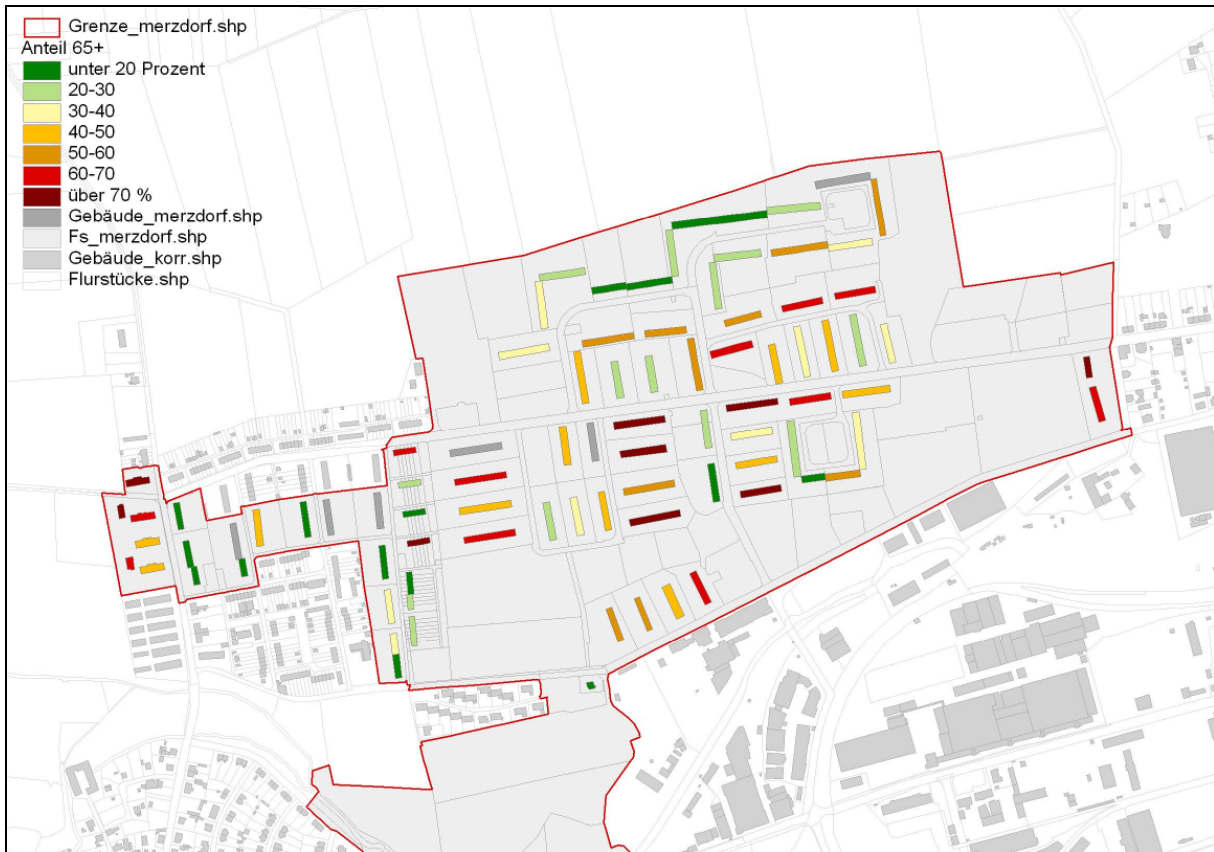 Grenze_merzdorf.shp
Anteil 65+
unter 20 Prozent
20-30
30-40
40-50
50-60
60-70
über 70 %
Gebäude_merzdorf.shp
Fs_merzdorf.shp
Gebäude_korr.shp
Flurstücke.shp